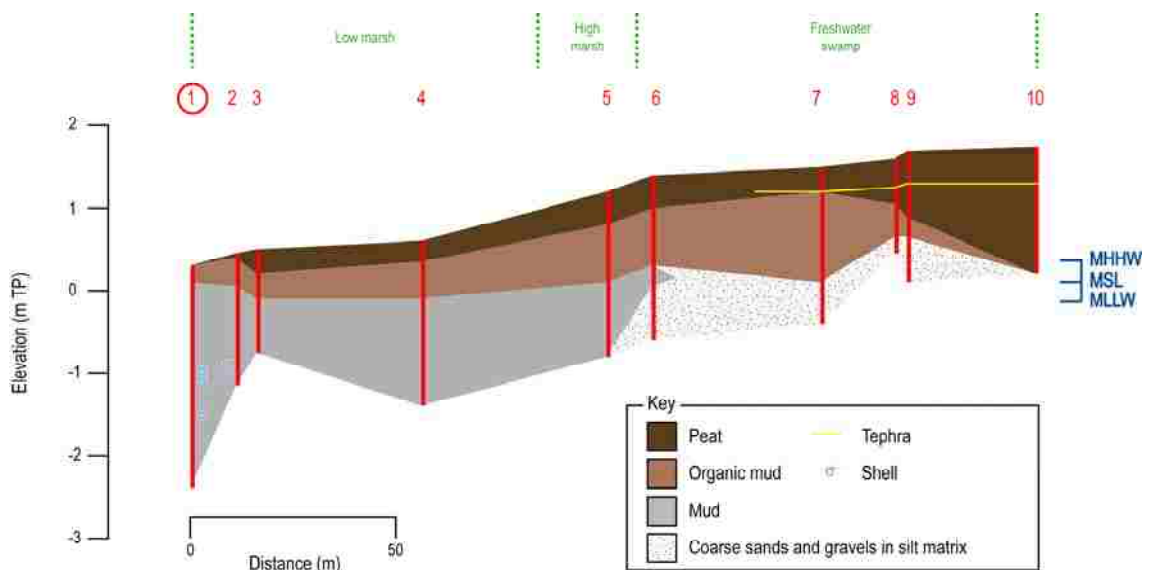 Low marsh
High
marsh
Freshwater
swamp
1 2 3 4 5 6 7 8 9 10
2
1
0
-1
-2
-3
Elevation (m TP)
MHHW
MSL
MLLW
0 50
Distance (m)
Key
Peat
Tephra
Organic mud
Shell
Mud
Coarse sands and gravels in silt matrix